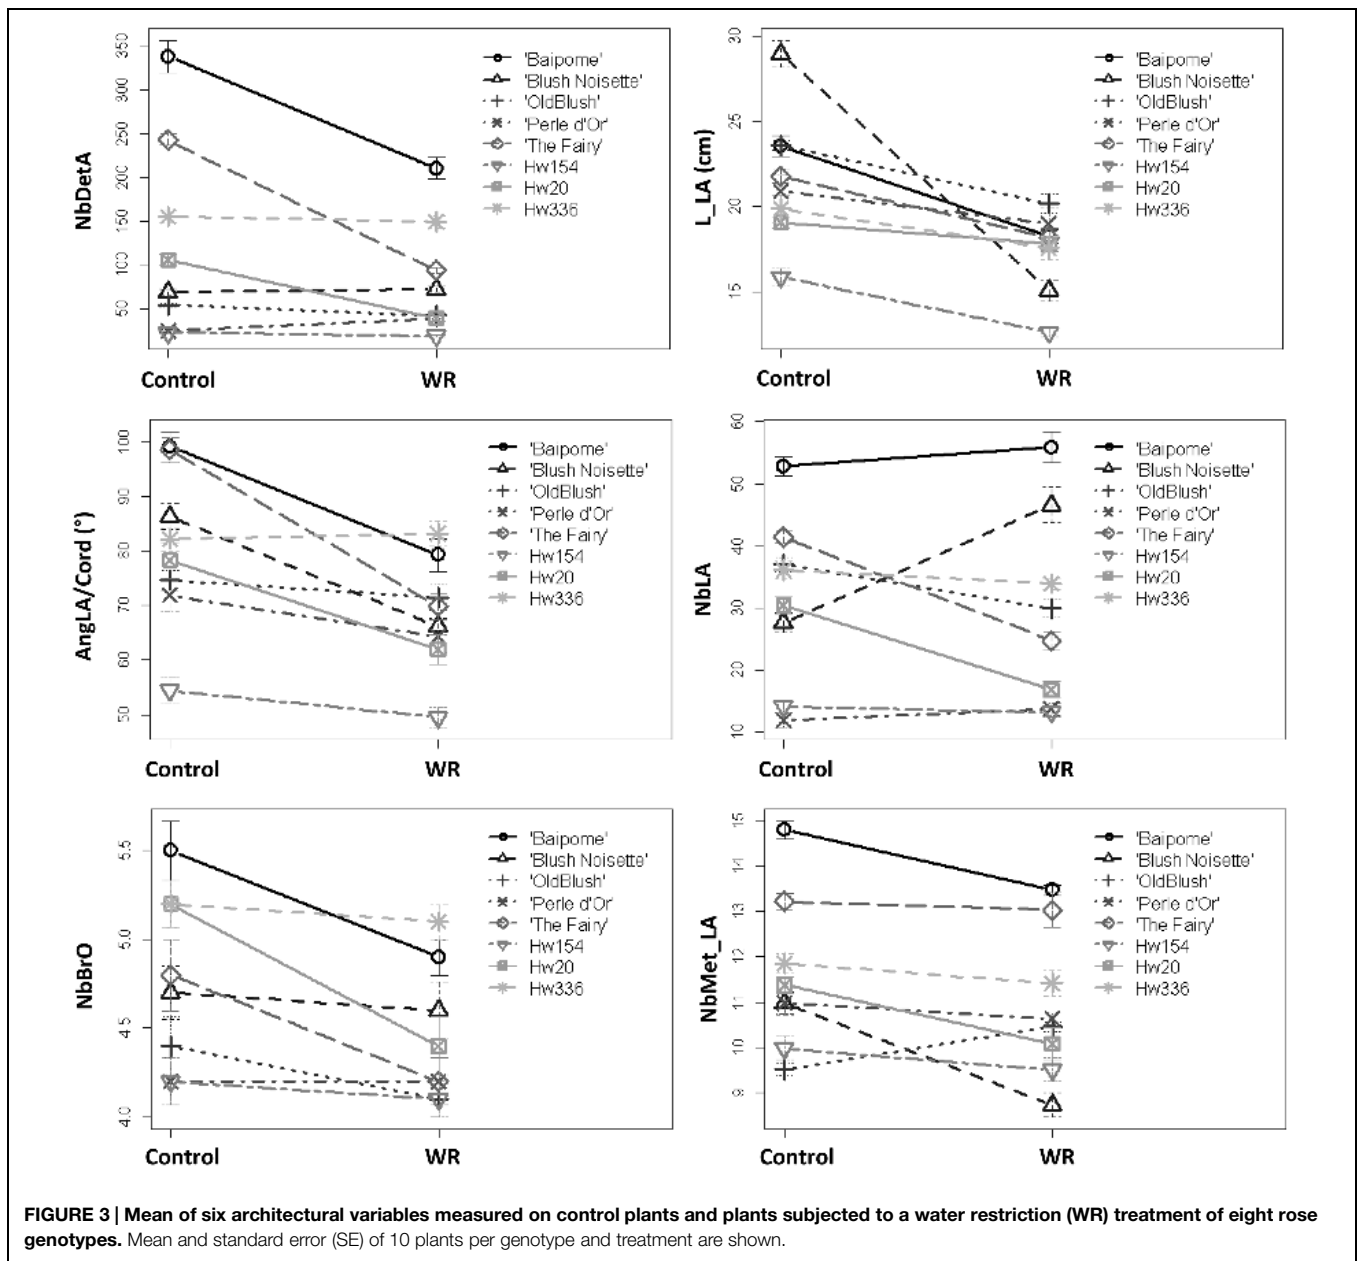 NbDetA
350
300
250
200
150
100
50
Control
WR
'Baipome'
'Blush Noisette'
'OldBlush'
'Perle d'Or'
'The Fairy'
Hw154
Hw20
Hw336
L_LA (cm)
30
25
20
15
Control
WR
'Baipome'
'Blush Noisette'
'OldBlush'
'Perle d'Or'
'The Fairy'
Hw154
Hw20
Hw336
AngLA/Cord (°)
100
90
80
70
60
50
Control
WR
'Baipome'
'Blush Noisette'
'OldBlush'
'Perle d'Or'
'The Fairy'
Hw154
Hw20
Hw336
NbLA
60
50
40
30
20
10
Control
WR
'Baipome'
'Blush Noisette'
'OldBlush'
'Perle d'Or'
'The Fairy'
Hw154
Hw20
Hw336
NbBrO
5.5
5.0
4.5
4.0
Control
WR
'Baipome'
'Blush Noisette'
'OldBlush'
'Perle d'Or'
'The Fairy'
Hw154
Hw20
Hw336
NbMet_LA
15
14
13
12
11
10
9
Control
WR
'Baipome'
'Blush Noisette'
'OldBlush'
'Perle d'Or'
'The Fairy'
Hw154
Hw20
Hw336
FIGURE 3 | Mean of six architectural variables measured on control plants and plants subjected to a water restriction (WR) treatment of eight rose
genotypes. Mean and standard error (SE) of 10 plants per genotype and treatment are shown.